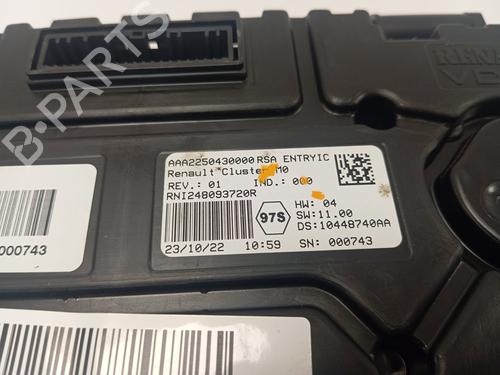 RENAULT
AAA2250430000 RSA ENTRYIC
Renault Cluster M0
REV.: 01 IND.: 000
RNI248093720R
97S
HW: 04
SW:11.00
DS:10448740AA
23/10/22 10:59 SN: 000743
000743
B-PARTS